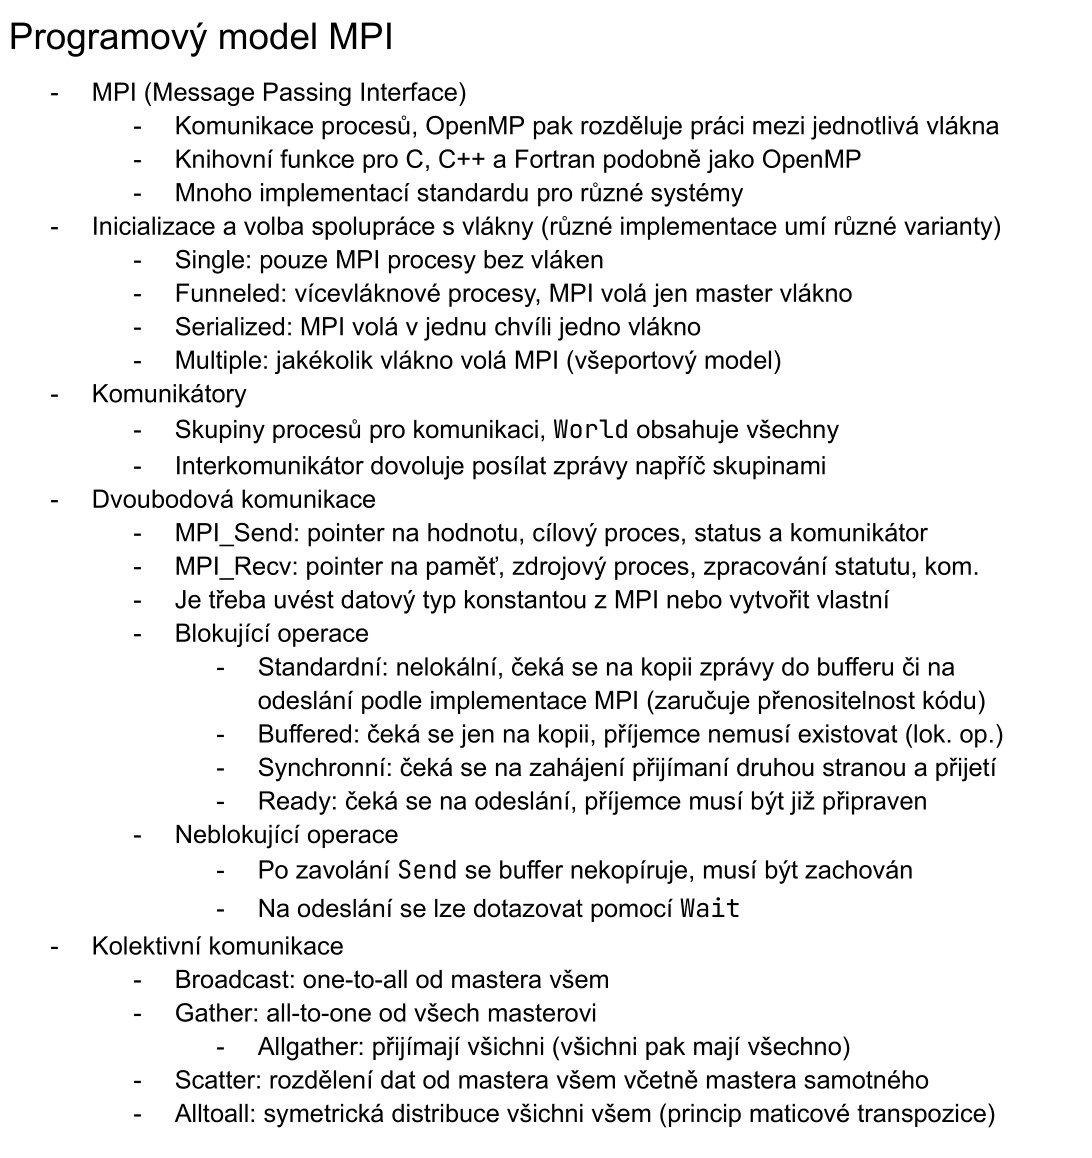 Programový model MPI
- MPI (Message Passing Interface)
- Komunikace procesů, OpenMP pak rozděluje práci mezi jednotlivá vlákna
- Knihovní funkce pro C, C++ a Fortran podobně jako OpenMP
- Mnoho implementací standardu pro různé systémy
- Inicializace a volba spolupráce s vlákny (různé implementace umí různé varianty)
- Single: pouze MPI procesy bez vláken
- Funneled: vícevláknové procesy, MPI volá jen master vlákno
- Serialized: MPI volá v jednu chvíli jedno vlákno
- Multiple: jakékolik vlákno volá MPI (všeportový model)
- Komunikátory
- Skupiny procesů pro komunikaci, World obsahuje všechny
- Interkomunikátor dovoluje posílat zprávy napříč skupinami
- Dvoubodová komunikace
- MPI_Send: pointer na hodnotu, cílový proces, status a komunikátor
- MPI_Recv: pointer na paměť, zdrojový proces, zpracování statutu, kom.
- Je třeba uvést datový typ konstantou z MPI nebo vytvořit vlastní
- Blokující operace
- Standardní: nelokální, čeká se na kopii zprávy do bufferu či na
odeslání podle implementace MPI (zaručuje přenositelnost kódu)
- Buffered: čeká se jen na kopii, příjemce nemusí existovat (lok. op.)
- Synchronní: čeká se na zahájení přijímaní druhou stranou a přijetí
- Ready: čeká se na odeslání, příjemce musí být již připraven
- Neblokující operace
- Po zavolání Send se buffer nekopíruje, musí být zachován
- Na odeslání se lze dotazovat pomocí Wait
- Kolektivní komunikace
- Broadcast: one-to-all od mastera všem
- Gather: all-to-one od všech masterovi
- Allgather: přijímají všichni (všichni pak mají všechno)
- Scatter: rozdělení dat od mastera všem včetně mastera samotného
- Alltoall: symetrická distribuce všichni všem (princip maticové transpozice)